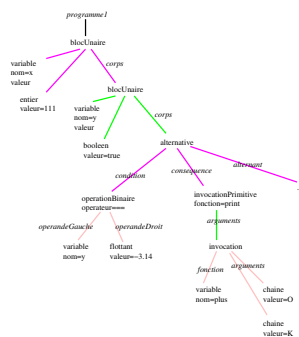 programme1
blocUnaire
variable
nom=x
valeur
corps
entier
valeur=111
blocUnaire
variable
nom=y
valeur
corps
booleen
valeur=true
alternative
condition
consequence
alternant
operationBinaire
operateur===
invocationPrimitive
fonction=print
operandeGauche
operandeDroit
arguments
variable
nom=y
flottant
valeur=-3.14
invocation
fonction
arguments
variable
nom=plus
chaine
valeur=O
chaine
valeur=K